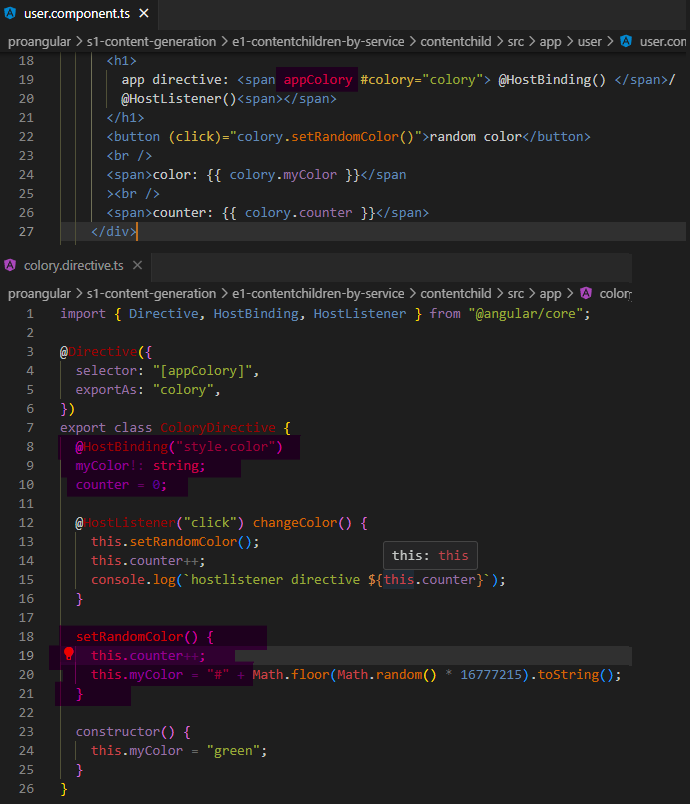 user.component.ts ×
proangular > s1-content-generation > e1-contentchildren-by-service > contentchild > src > app > user > user.com
18 <h1>
19 app directive: <span appColory #colory="colory"> @HostBinding() </span>/
20 @HostListener()<span></span>
21 </h1>
22 <button (click)="colory.setRandomColor()">random color</button>
23 <br />
24 <span>color: {{ colory.myColor }}</span
25 ><br />
26 <span>counter: {{ colory.counter }}</span>
27 </div>
colory.directive.ts ×
proangular > s1-content-generation > e1-contentchildren-by-service > contentchild > src > app > colory
1 import { Directive, HostBinding, HostListener } from "@angular/core";
2
3 @Directive({
4 selector: "[appColory]",
5 exportAs: "colory",
6 })
7 export class ColoryDirective {
8 @HostBinding("style.color")
9 myColor!: string;
10 counter = 0;
11
12 @HostListener("click") changeColor() {
13 this.setRandomColor();
14 this.counter++;
this: this
15 console.log(`hostlistener directive ${this.counter}`);
16 }
17
18 setRandomColor() {
19 this.counter++;
20 this.myColor = "#" + Math.floor(Math.random() * 16777215).toString();
21 }
22
23 constructor() {
24 this.myColor = "green";
25 }
26 }